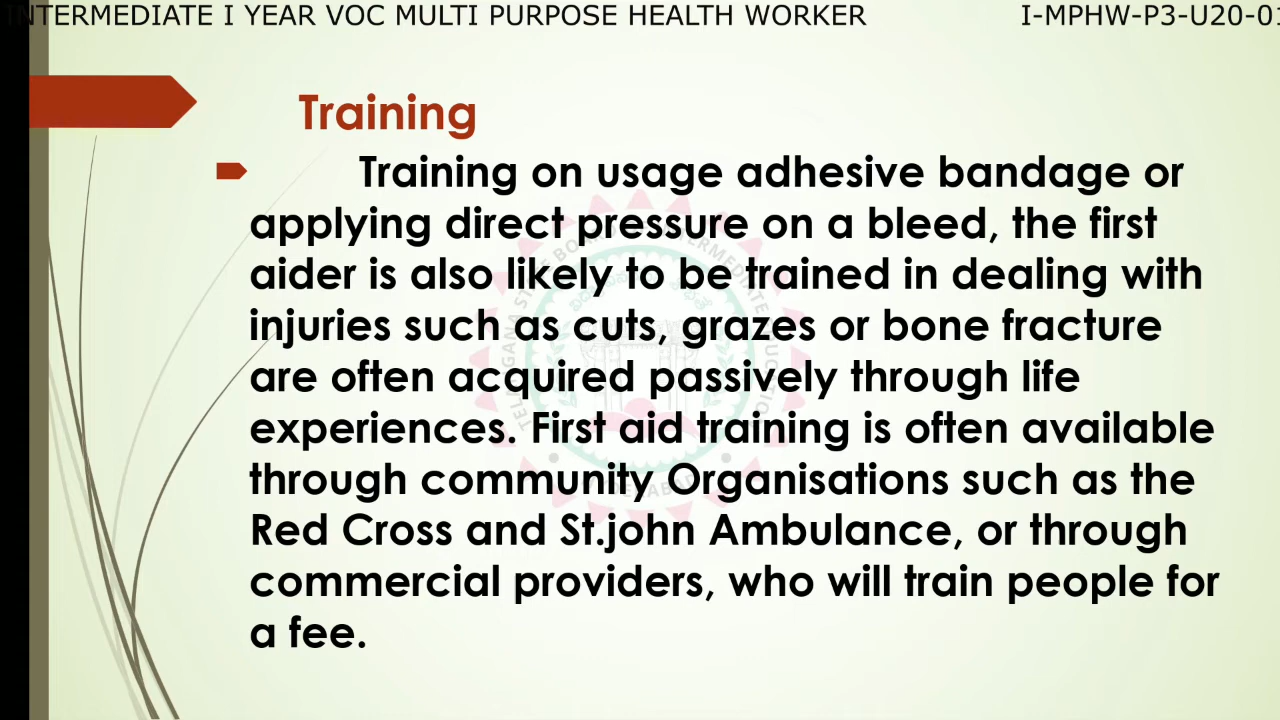 INTERMEDIATE I YEAR VOC MULTI PURPOSE HEALTH WORKER
I-MPHW-P3-U20-01
Training
Training on usage adhesive bandage or
applying direct pressure on a bleed, the first
aider is also likely to be trained in dealing with
injuries such as cuts, grazes or bone fracture
are often acquired passively through life
experiences. First aid training is often available
through community Organisations such as the
Red Cross and St.john Ambulance, or through
commercial providers, who will train people for
a fee.